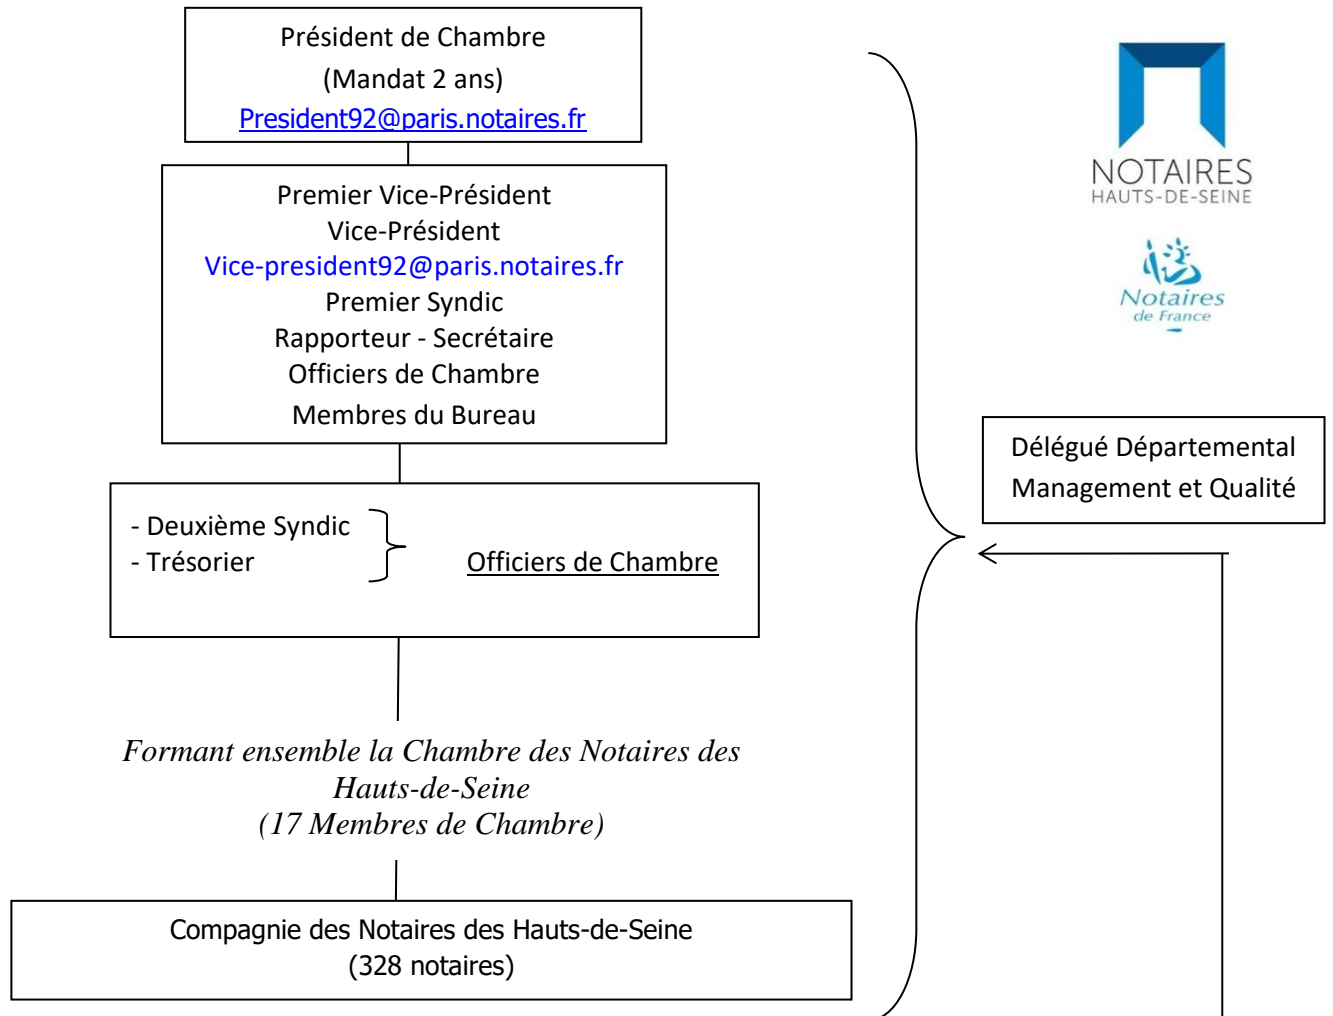 Président de Chambre
(Mandat 2 ans)
President92@paris.notaires.fr
Premier Vice-Président
Vice-Président
Vice-president92@paris.notaires.fr
Premier Syndic
Rapporteur - Secrétaire
Officiers de Chambre
Membres du Bureau
- Deuxième Syndic
- Trésorier
Officiers de Chambre
Formant ensemble la Chambre des Notaires des
Hauts-de-Seine
(17 Membres de Chambre)
Compagnie des Notaires des Hauts-de-Seine
(328 notaires)
NOTAIRES
HAUTS-DE-SEINE
Notaires
de France
Délégué Départemental
Management et Qualité